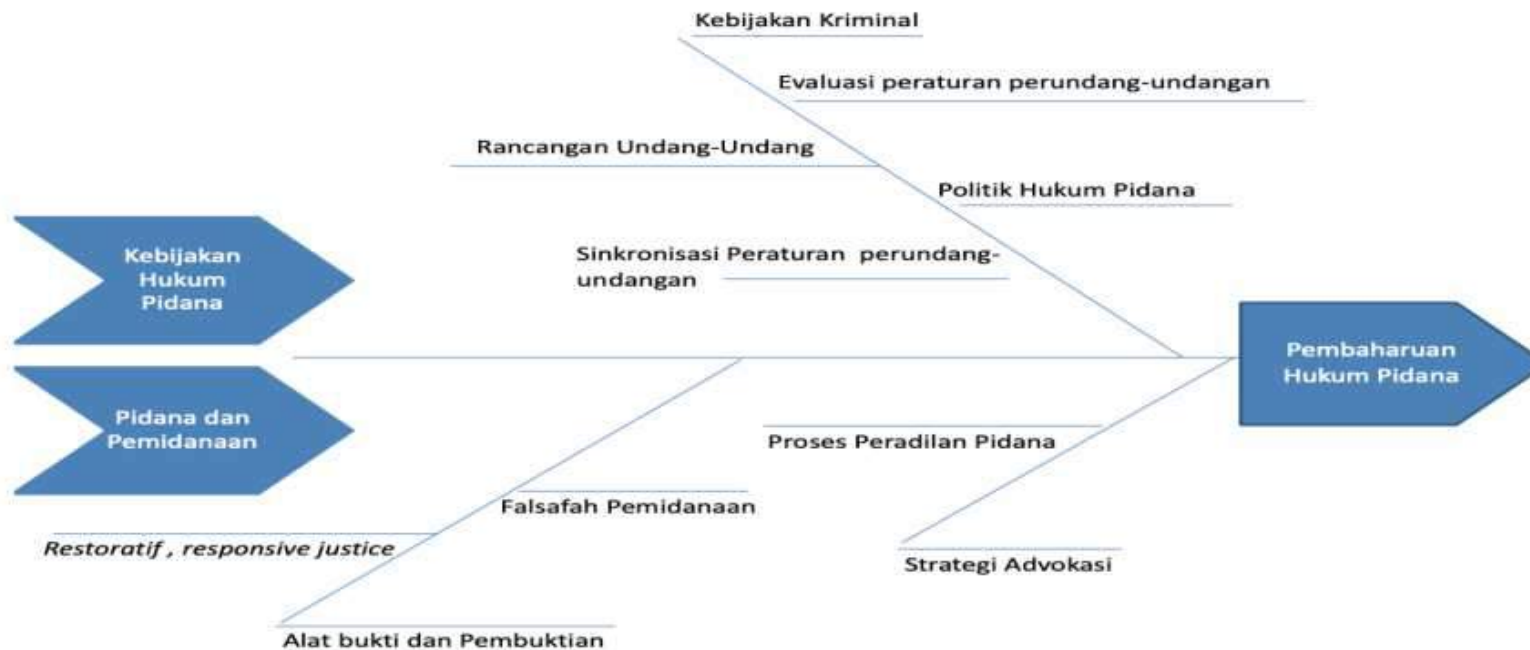 Kebijakan Kriminal
Evaluasi peraturan perundang-undangan
Rancangan Undang-Undang
Politik Hukum Pidana
Sinkronisasi Peraturan perundang-
undangan
Kebijakan
Hukum
Pidana
Pembaharuan
Hukum Pidana
Pidana dan
Pemidanaan
Proses Peradilan Pidana
Falsafah Pemidanaan
Restoratif , responsive justice
Strategi Advokasi
Alat bukti dan Pembuktian